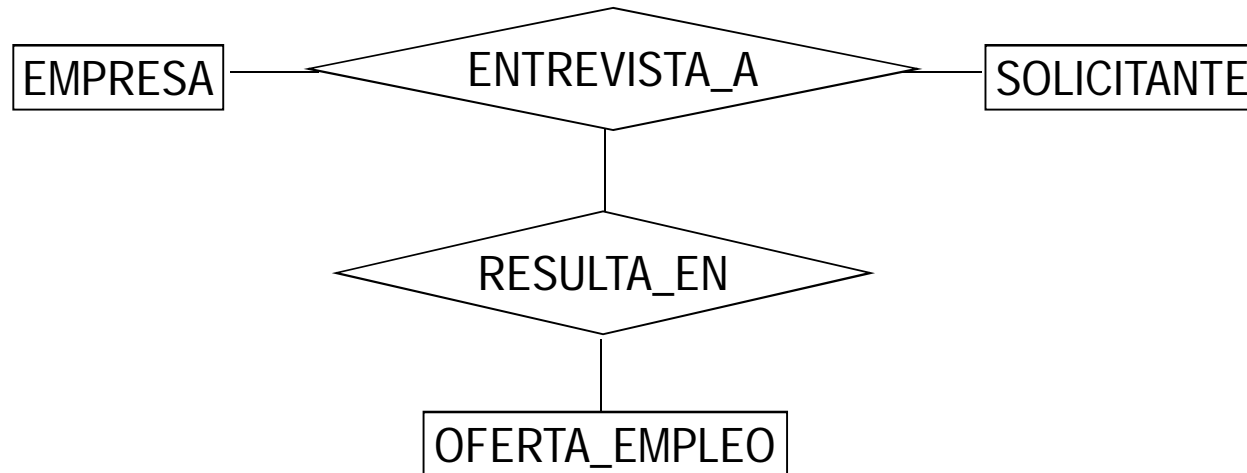 EMPRESA
ENTREVISTA_A
SOLICITANTE
RESULTA_EN
OFERTA_EMPLEO